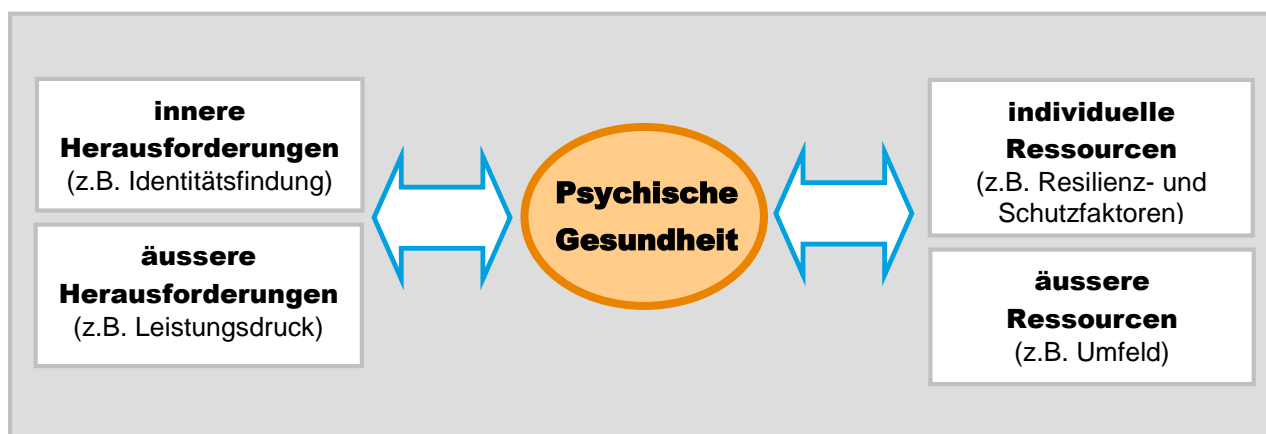 innere
Herausforderungen
(z.B. Identitätsfindung)
äussere
Herausforderungen
(z.B. Leistungsdruck)
Psychische
Gesundheit
individuelle
Ressourcen
(z.B. Resilienz- und
Schutzfaktoren)
äussere
Ressourcen
(z.B. Umfeld)